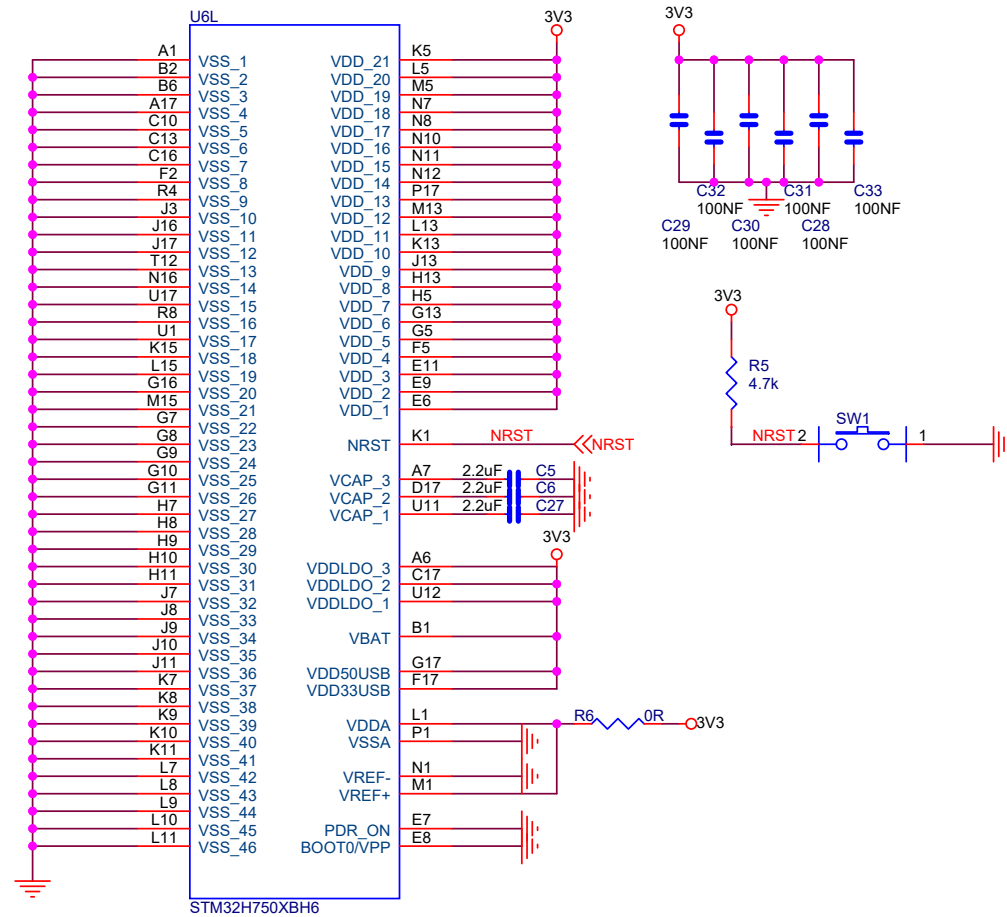 U6L
A1 VSS_1
B2 VSS_2
B6 VSS_3
A17 VSS_4
C10 VSS_5
C13 VSS_6
C16 VSS_7
F2 VSS_8
R4 VSS_9
J3 VSS_10
J16 VSS_11
J17 VSS_12
T12 VSS_13
N16 VSS_14
U17 VSS_15
R8 VSS_16
U1 VSS_17
K15 VSS_18
L15 VSS_19
G16 VSS_20
M15 VSS_21
G7 VSS_22
G8 VSS_23
G9 VSS_24
G10 VSS_25
G11 VSS_26
H7 VSS_27
H8 VSS_28
H9 VSS_29
H10 VSS_30
H11 VSS_31
J7 VSS_32
J8 VSS_33
J9 VSS_34
J10 VSS_35
J11 VSS_36
K7 VSS_37
K8 VSS_38
K9 VSS_39
K10 VSS_40
K11 VSS_41
L7 VSS_42
L8 VSS_43
L9 VSS_44
L10 VSS_45
L11 VSS_46
3V3
VDD_21 K5
VDD_20 L5
VDD_19 M5
VDD_18 N7
VDD_17 N8
VDD_16 N10
VDD_15 N11
VDD_14 N12
VDD_13 P17
VDD_12 M13
VDD_11 L13
VDD_10 K13
VDD_9 J13
VDD_8 H13
VDD_7 H5
VDD_6 G13
VDD_5 G5
VDD_4 F5
VDD_3 E11
VDD_2 E9
VDD_1 E6
NRST K1 NRST NRST
VCAP_3 A7 2.2uF C5
VCAP_2 D17 2.2uF C6
VCAP_1 U11 2.2uF C27
3V3
VDDLDO_3 A6
VDDLDO_2 C17
VDDLDO_1 U12
VBAT B1
VDD50USB G17
VDD33USB F17
VDDA L1 R6 0R 3V3
VSSA P1
VREF- N1
VREF+ M1
PDR_ON E7
BOOT0/VPP E8
STM32H750XBH6
3V3
C32 C31 C33
100NF 100NF 100NF
C29 C30 C28
100NF 100NF 100NF
3V3
R5
4.7k
SW1
NRST 2 1